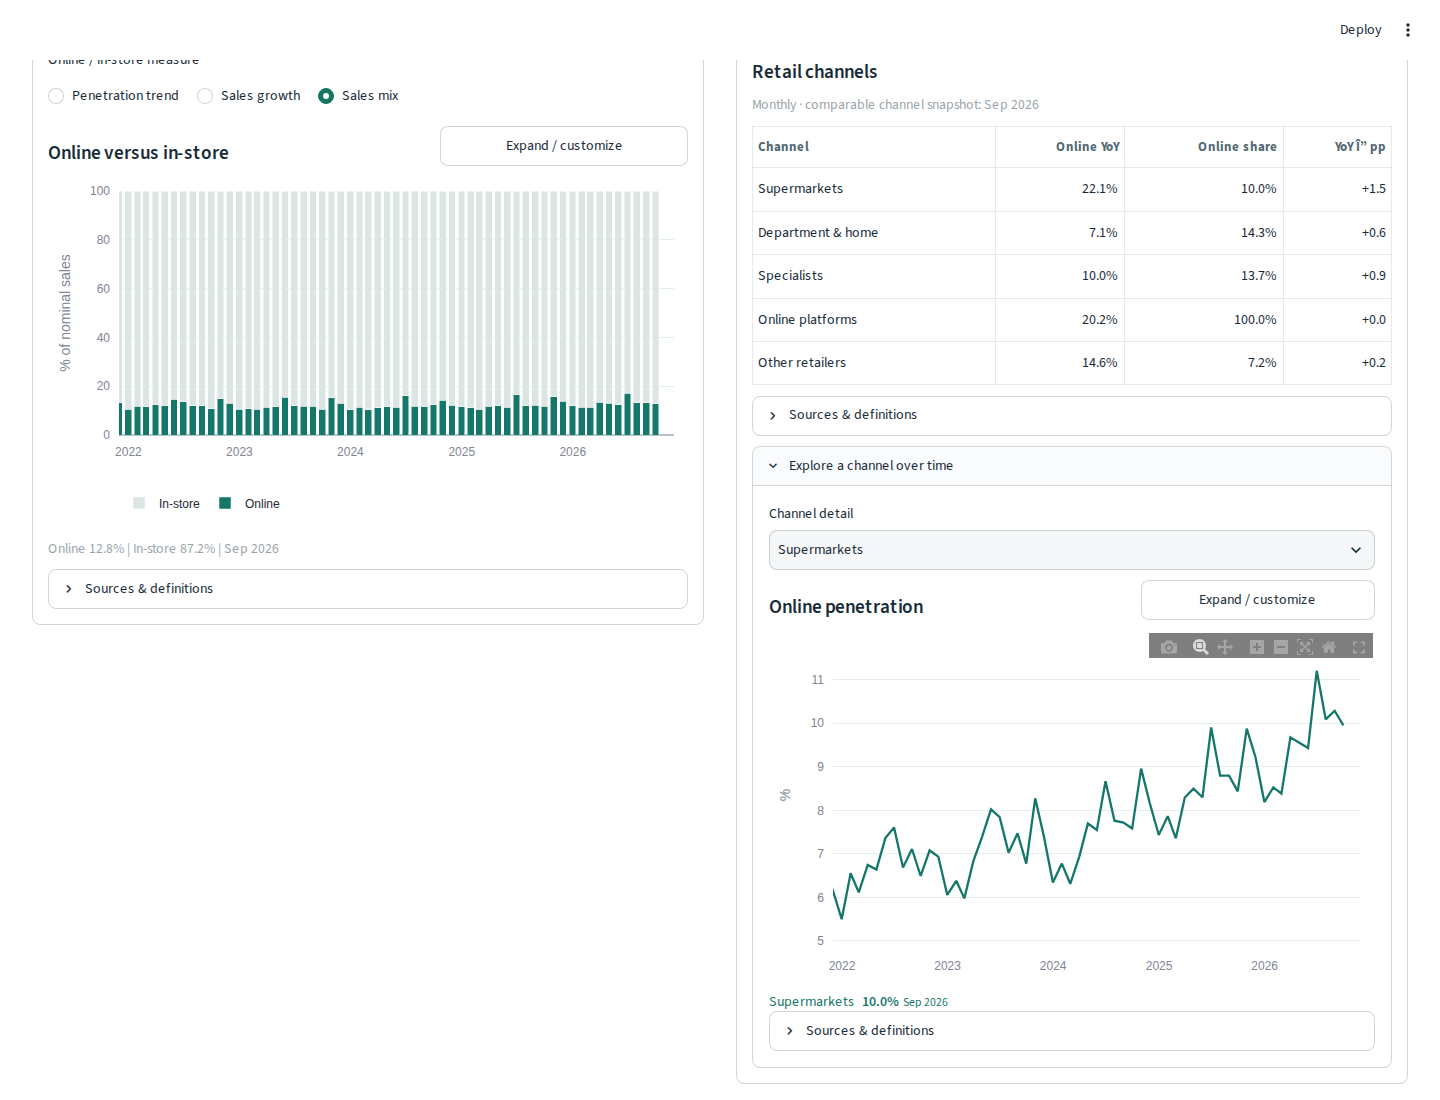 Deploy
Online / in-store measure
Penetration trend Sales growth Sales mix
Online versus in-store
Expand / customize
100
80
60
40
20
0
% of nominal sales
2022 2023 2024 2025 2026
In-store Online
Online 12.8% | In-store 87.2% | Sep 2026
Sources & definitions
Retail channels
Monthly · comparable channel snapshot: Sep 2026
Channel Online YoY Online share YoY Î” pp
Supermarkets 22.1% 10.0% +1.5
Department & home 7.1% 14.3% +0.6
Specialists 10.0% 13.7% +0.9
Online platforms 20.2% 100.0% +0.0
Other retailers 14.6% 7.2% +0.2
Sources & definitions
Explore a channel over time
Channel detail
Supermarkets
Online penetration
Expand / customize
11
10
9
8
7
6
5
%
2022 2023 2024 2025 2026
Supermarkets 10.0% Sep 2026
Sources & definitions